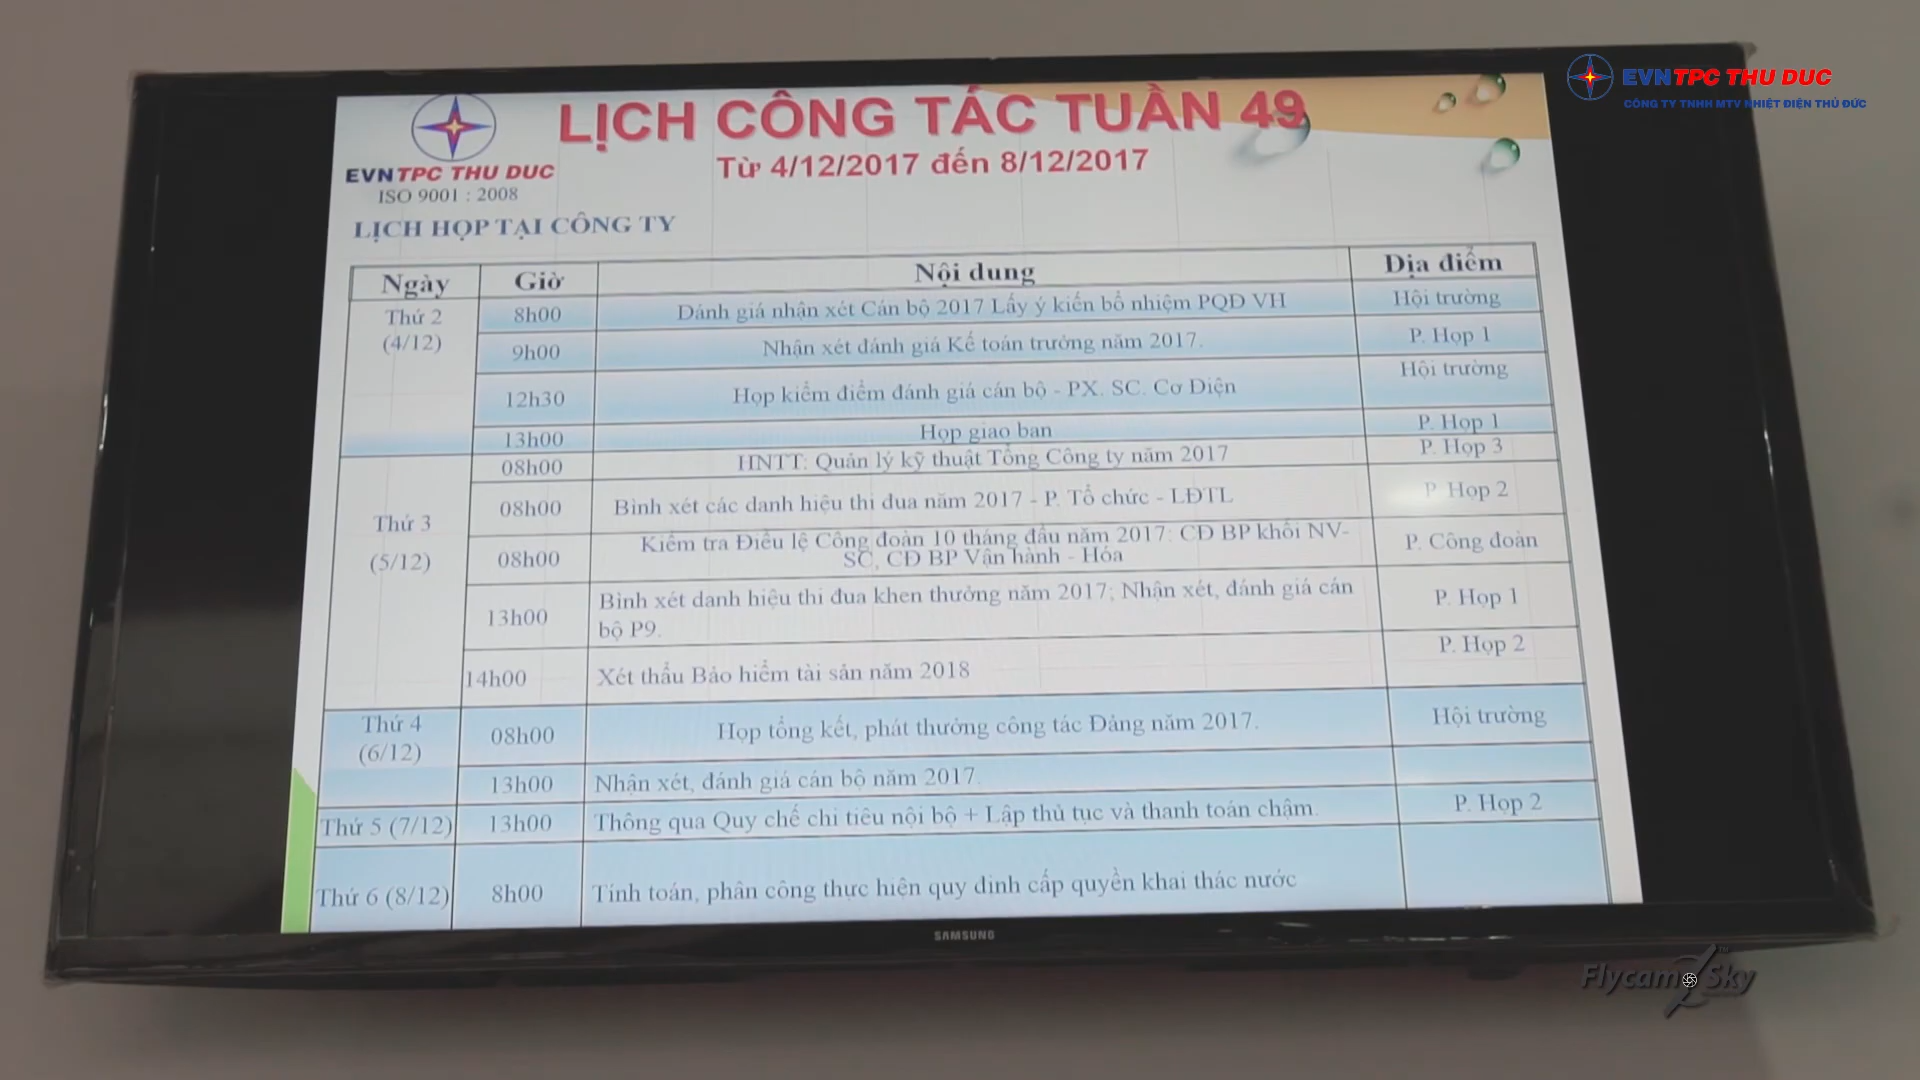 EVNTPC THU DUC
CÔNG TY TNHH MTV NHIỆT ĐIỆN THỦ ĐỨC
LỊCH CÔNG TÁC TUẦN 49
Từ 4/12/2017 đến 8/12/2017
EVNTPC THU DUC
ISO 9001 : 2008
LỊCH HỌP TẠI CÔNG TY
Ngày Giờ Nội dung Địa điểm
Thứ 2 (4/12) 8h00 Đánh giá nhận xét Cán bộ 2017 Lấy ý kiến bổ nhiệm PQĐ VH Hội trường
9h00 Nhận xét đánh giá Kế toán trưởng năm 2017. P. Họp 1
12h30 Họp kiểm điểm đánh giá cán bộ - PX. SC. Cơ Điện Hội trường
13h00 Họp giao ban P. Họp 1
Thứ 3 (5/12) 08h00 HNTT: Quản lý kỹ thuật Tổng Công ty năm 2017 P. Họp 3
08h00 Bình xét các danh hiệu thi đua năm 2017 - P. Tổ chức - LĐTL P. Họp 2
08h00 Kiểm tra Điều lệ Công đoàn 10 tháng đầu năm 2017: CĐ BP khối NV-
SC, CĐ BP Vận hành - Hóa P. Công đoàn
13h00 Bình xét danh hiệu thi đua khen thưởng năm 2017; Nhận xét, đánh giá cán
bộ P9. P. Họp 1
14h00 Xét thầu Bảo hiểm tài sản năm 2018 P. Họp 2
Thứ 4 (6/12) 08h00 Họp tổng kết, phát thưởng công tác Đảng năm 2017. Hội trường
13h00 Nhận xét, đánh giá cán bộ năm 2017.
Thứ 5 (7/12) 13h00 Thông qua Quy chế chi tiêu nội bộ + Lập thủ tục và thanh toán chậm. P. Họp 2
Thứ 6 (8/12) 8h00 Tính toán, phân công thực hiện quy định cấp quyền khai thác nước
SAMSUNG
Flycam Sky